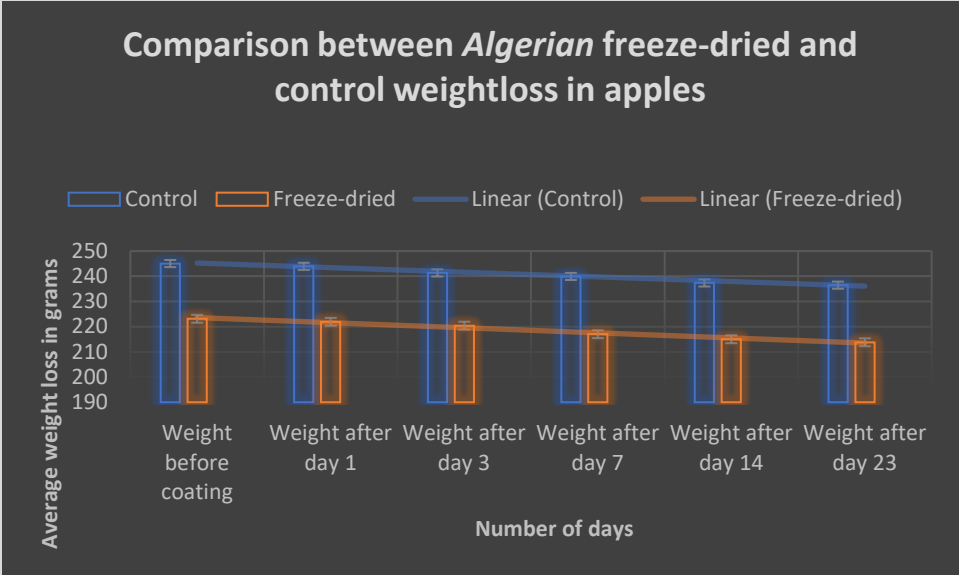 Comparison between Algerian freeze-dried and
control weightloss in apples
Control Freeze-dried Linear (Control) Linear (Freeze-dried)
Average weight loss in grams
250
240
230
220
210
200
190
Weight before coating
Weight after day 1
Weight after day 3
Weight after day 7
Weight after day 14
Weight after day 23
Number of days